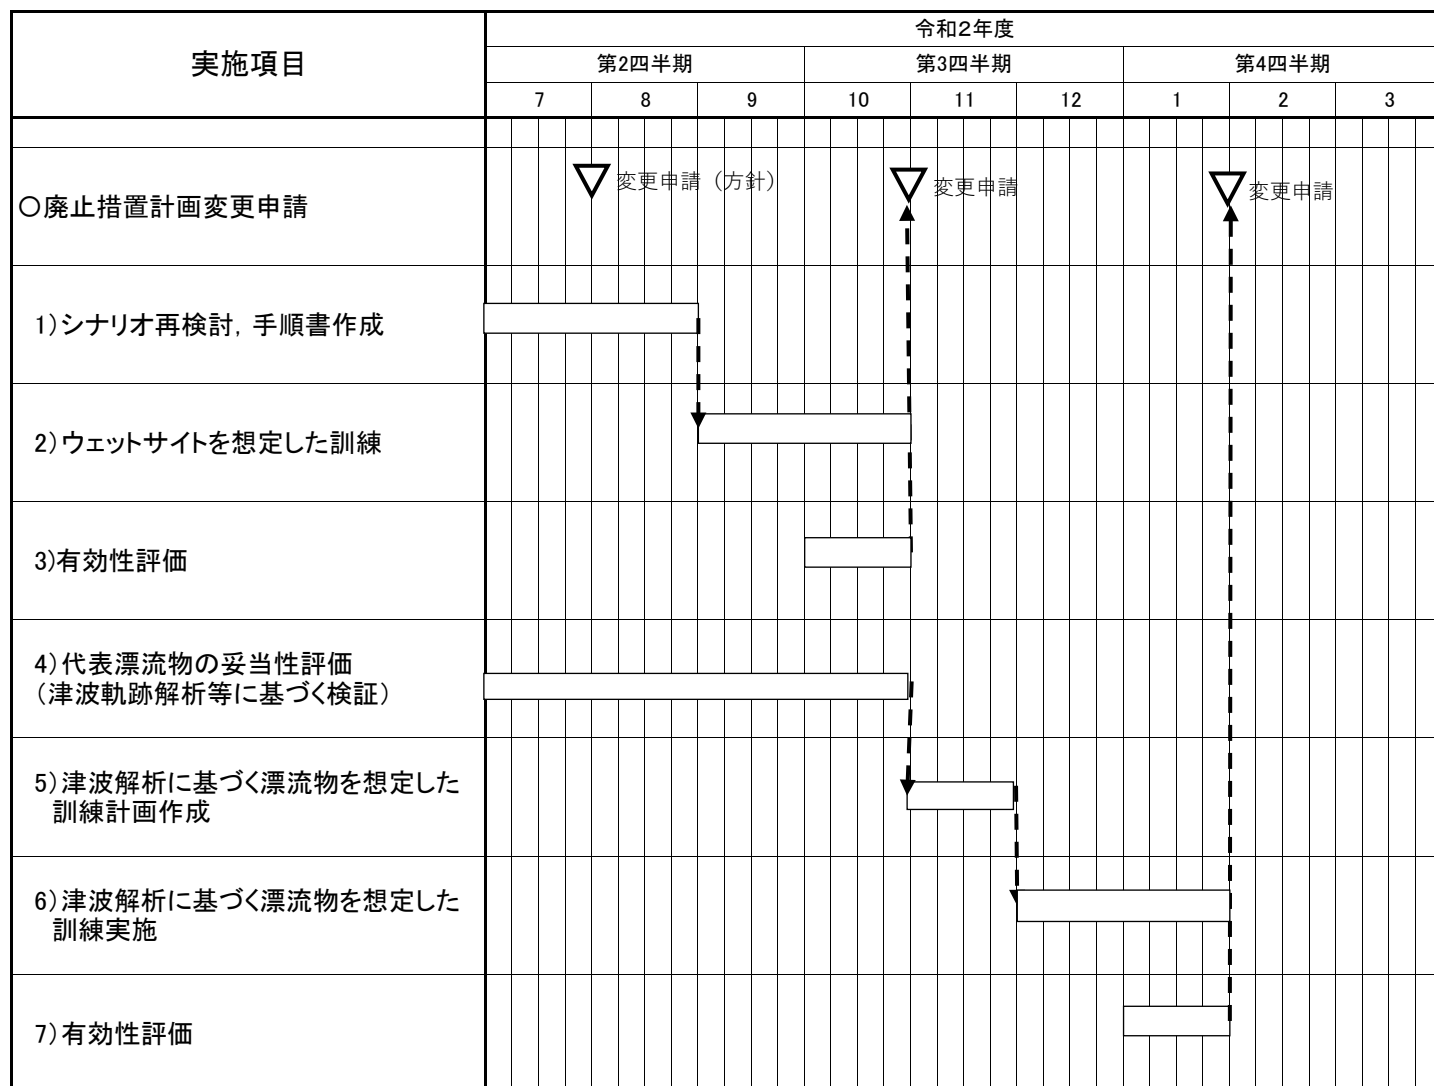 実施項目
令和2年度
第2四半期 第3四半期 第4四半期
7 8 9 10 11 12 1 2 3
〇廃止措置計画変更申請
変更申請（方針）
変更申請
変更申請
1)シナリオ再検討，手順書作成
2)ウェットサイトを想定した訓練
3)有効性評価
4)代表漂流物の妥当性評価
（津波軌跡解析等に基づく検証）
5)津波解析に基づく漂流物を想定した
訓練計画作成
6)津波解析に基づく漂流物を想定した
訓練実施
7)有効性評価